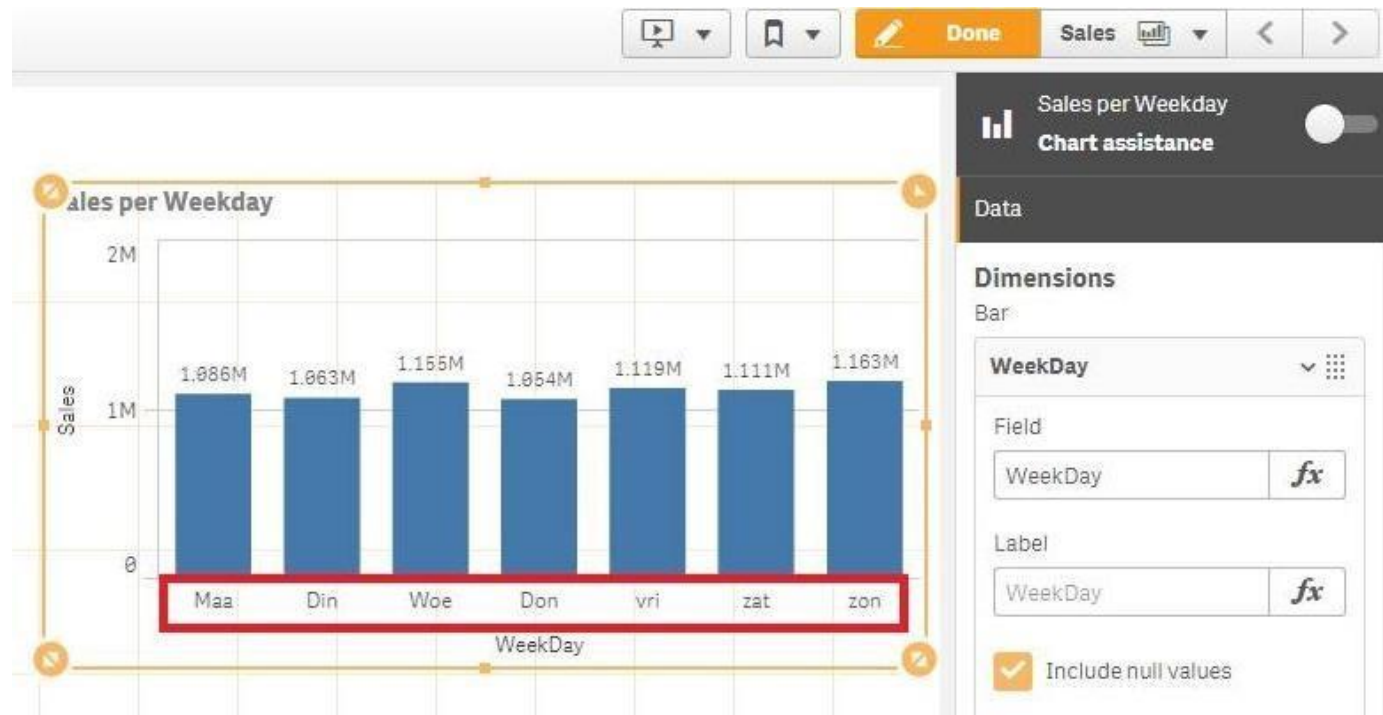 Done
Sales
Sales per Weekday
Chart assistance
Data
Dimensions
Bar
WeekDay
Field
WeekDay
fx
Label
WeekDay
fx
Include null values
ales per Weekday
2M
1M
0
Sales
1.086M 1.063M 1.155M 1.054M 1.119M 1.111M 1.163M
Maa Din Woe Don vri zat zon
WeekDay